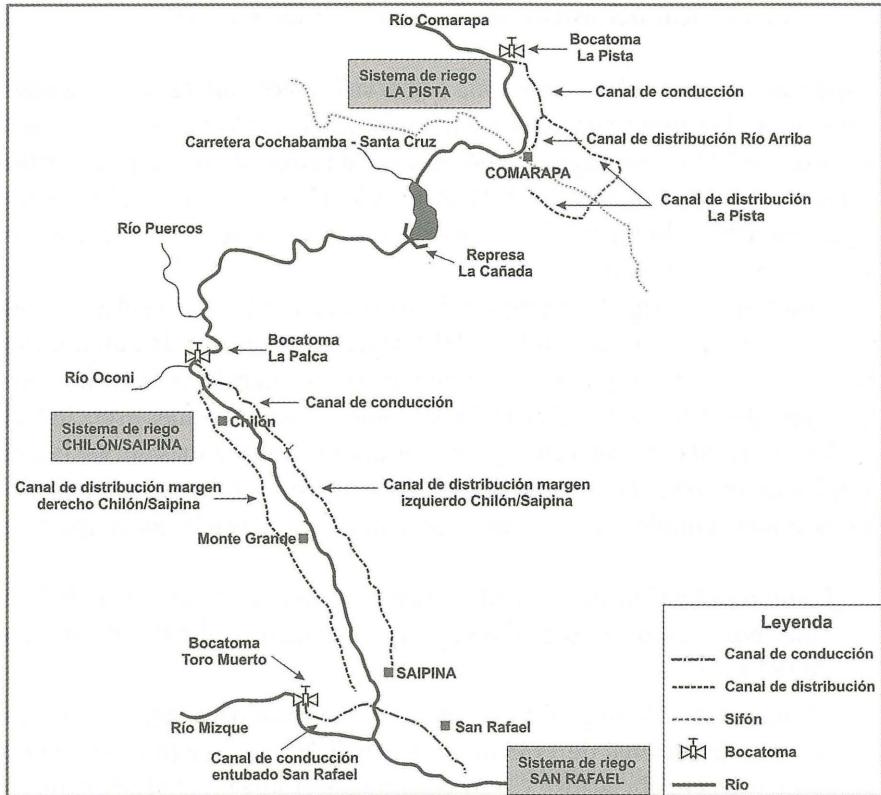 Río Comarapa
Bocatoma
La Pista
Sistema de riego
LA PISTA
Canal de conducción
Carretera Cochabamba - Santa Cruz
Canal de distribución Río Arriba
COMARAPA
Canal de distribución
La Pista
Río Puercos
Represa
La Cañada
Bocatoma
La Palca
Río Oconi
Canal de conducción
Sistema de riego
CHILÓN/SAIPINA
Chilón
Canal de distribución margen
derecho Chilón/Saipina
Canal de distribución margen
izquierdo Chilón/Saipina
Monte Grande
Bocatoma
Toro Muerto
SAIPINA
Río Mizque
San Rafael
Canal de conducción
entubado San Rafael
Sistema de riego
SAN RAFAEL
Leyenda
Canal de conducción
Canal de distribución
Sifón
Bocatoma
Río